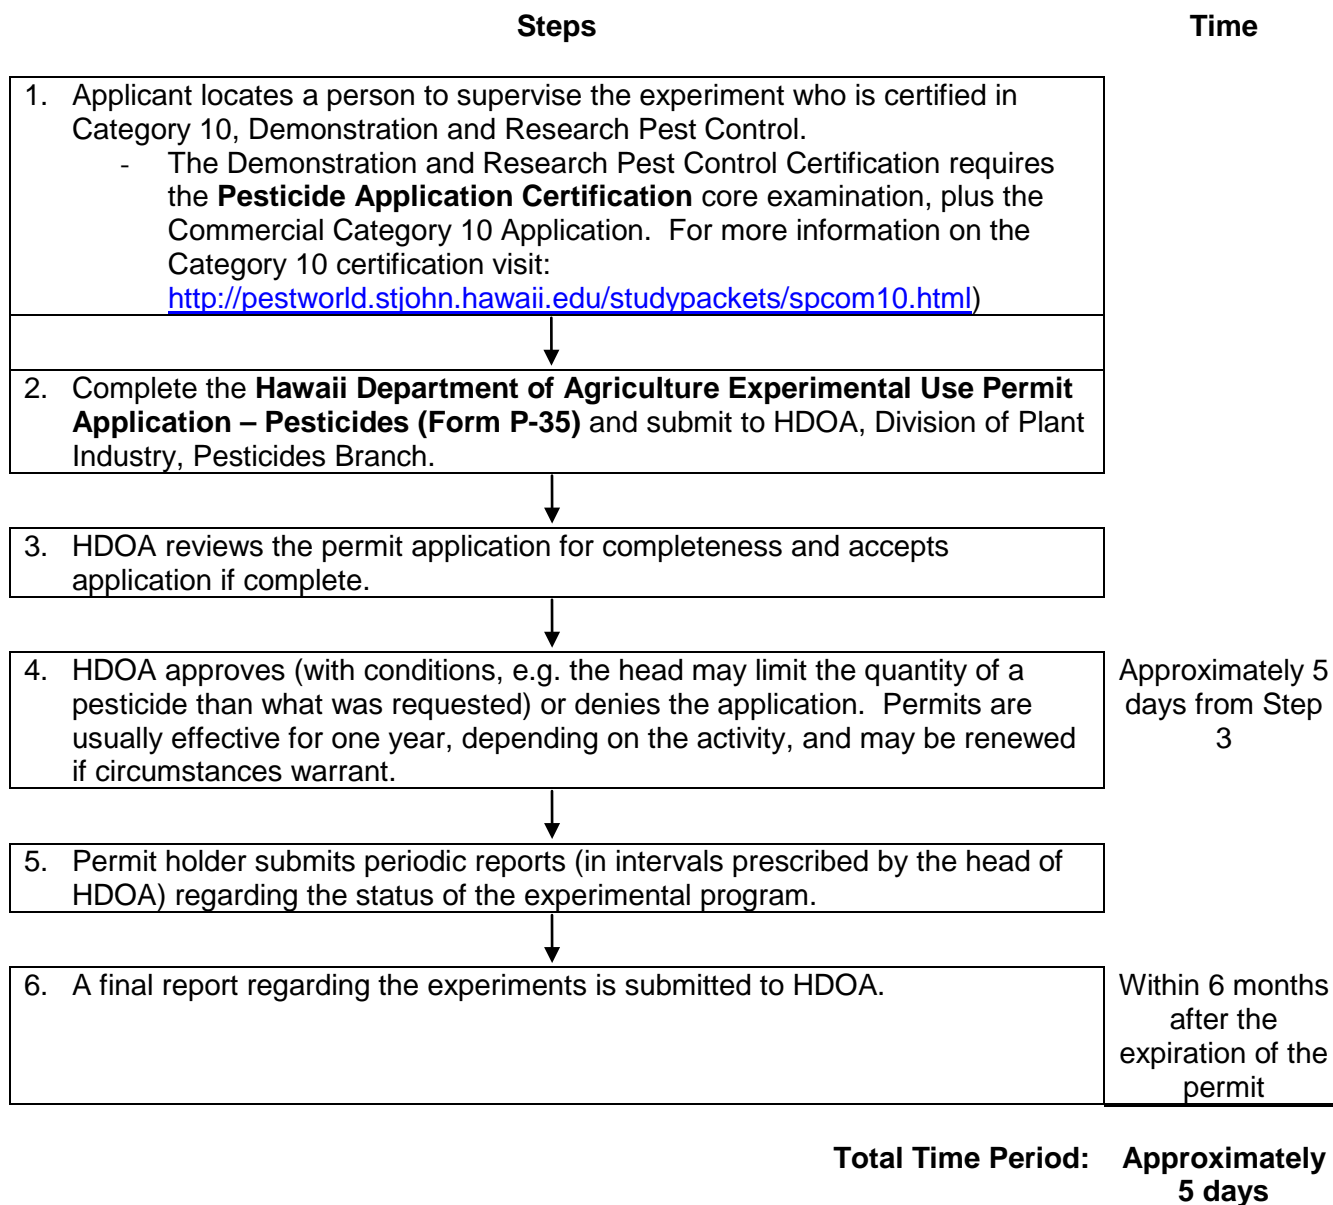 Steps
Time
1. Applicant locates a person to supervise the experiment who is certified in
Category 10, Demonstration and Research Pest Control.
- The Demonstration and Research Pest Control Certification requires
the Pesticide Application Certification core examination, plus the
Commercial Category 10 Application. For more information on the
Category 10 certification visit:
http://pestworld.stjohn.hawaii.edu/studypackets/spcom10.html)
2. Complete the Hawaii Department of Agriculture Experimental Use Permit
Application – Pesticides (Form P-35) and submit to HDOA, Division of Plant
Industry, Pesticides Branch.
3. HDOA reviews the permit application for completeness and accepts
application if complete.
4. HDOA approves (with conditions, e.g. the head may limit the quantity of a
pesticide than what was requested) or denies the application. Permits are
usually effective for one year, depending on the activity, and may be renewed
if circumstances warrant.
Approximately 5
days from Step
3
5. Permit holder submits periodic reports (in intervals prescribed by the head of
HDOA) regarding the status of the experimental program.
6. A final report regarding the experiments is submitted to HDOA.
Within 6 months
after the
expiration of the
permit
Total Time Period:
Approximately
5 days